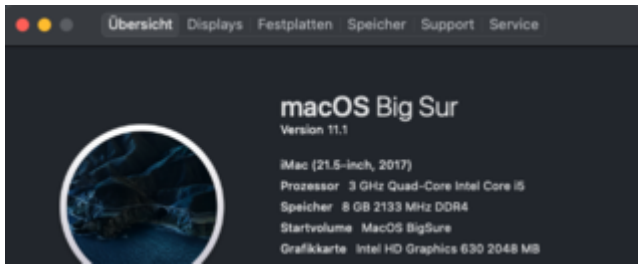 Übersicht Displays Festplatten Speicher Support Service
macOS Big Sur
Version 11.1
iMac (21.5-inch, 2017)
Prozessor 3 GHz Quad-Core Intel Core i5
Speicher 8 GB 2133 MHz DDR4
Startvolume MacOS BigSure
Grafikkarte Intel HD Graphics 630 2048 MB